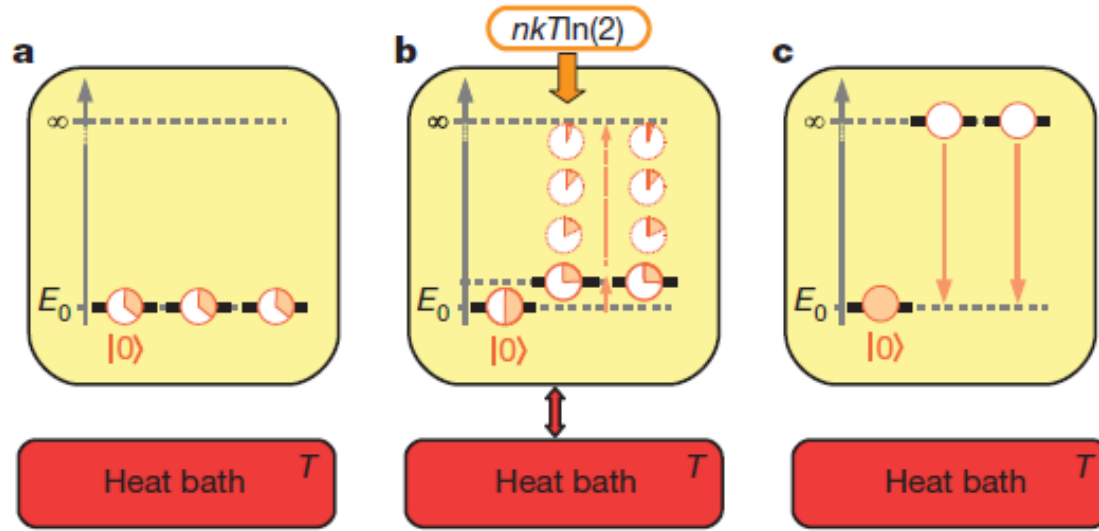 nkTln(2)
a
b
c
∞
∞
∞
E₀
E₀
E₀
|0⟩
|0⟩
|0⟩
T
Heat bath
T
Heat bath
T
Heat bath